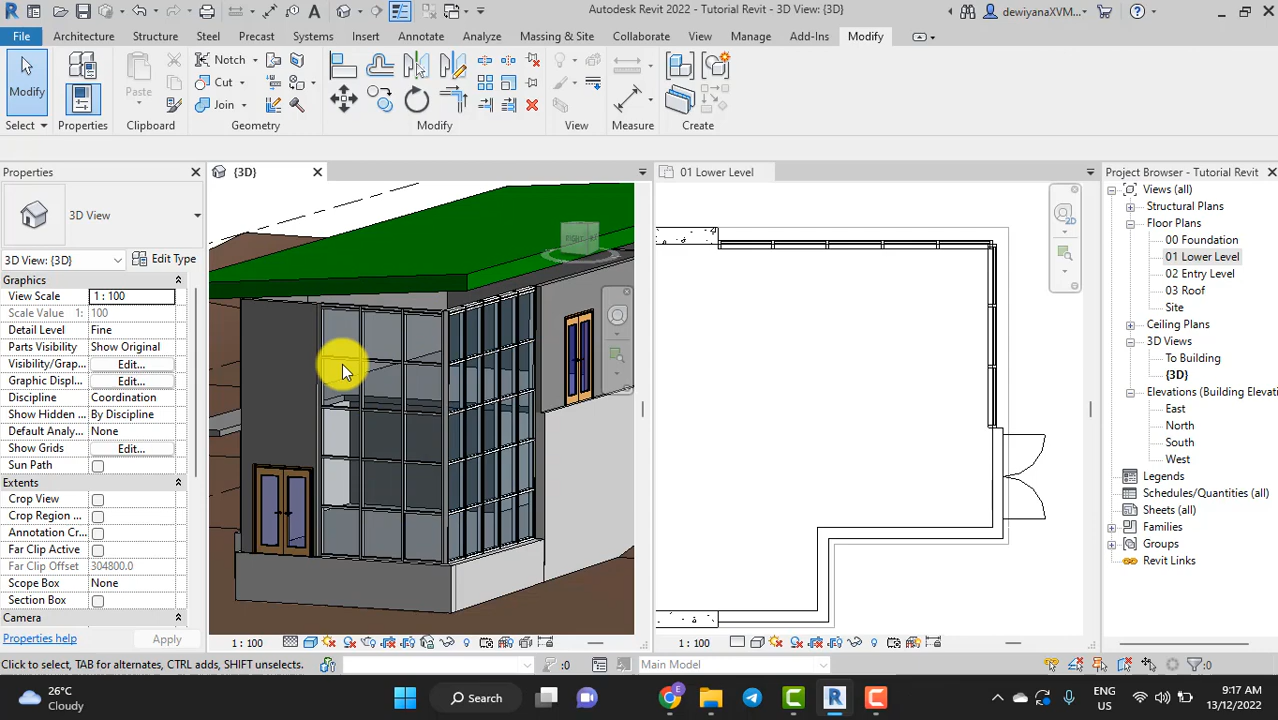 Autodesk Revit 2022 - Tutorial Revit - 3D View: {3D}
dewiyanaXVM...
File Architecture Structure Steel Precast Systems Insert Annotate Analyze Massing & Site Collaborate View Manage Add-Ins Modify
Modify
Properties
Paste
Notch
Cut
Join
Select Properties Clipboard Geometry Modify View Measure Create
Properties
{3D}
01 Lower Level
Project Browser - Tutorial Revit
3D View
3D View: {3D}
Edit Type
Graphics
View Scale 1 : 100
Scale Value 1: 100
Detail Level Fine
Parts Visibility Show Original
Visibility/Grap... Edit...
Graphic Displ... Edit...
Discipline Coordination
Show Hidden ... By Discipline
Default Analy... None
Show Grids Edit...
Sun Path
Extents
Crop View
Crop Region ...
Annotation Cr...
Far Clip Active
Far Clip Offset 304800.0
Scope Box None
Section Box
Camera
Properties help
Apply
RIGHT
2D
Views (all)
Structural Plans
Floor Plans
00 Foundation
01 Lower Level
02 Entry Level
03 Roof
Site
Ceiling Plans
3D Views
To Building
{3D}
Elevations (Building Elevati
East
North
South
West
Legends
Schedules/Quantities (all)
Sheets (all)
Families
Groups
Revit Links
1 : 100
1 : 100
Click to select, TAB for alternates, CTRL adds, SHIFT unselects.
:0
Main Model
:0
26°C
Cloudy
Search
ENG
US
9:17 AM
13/12/2022